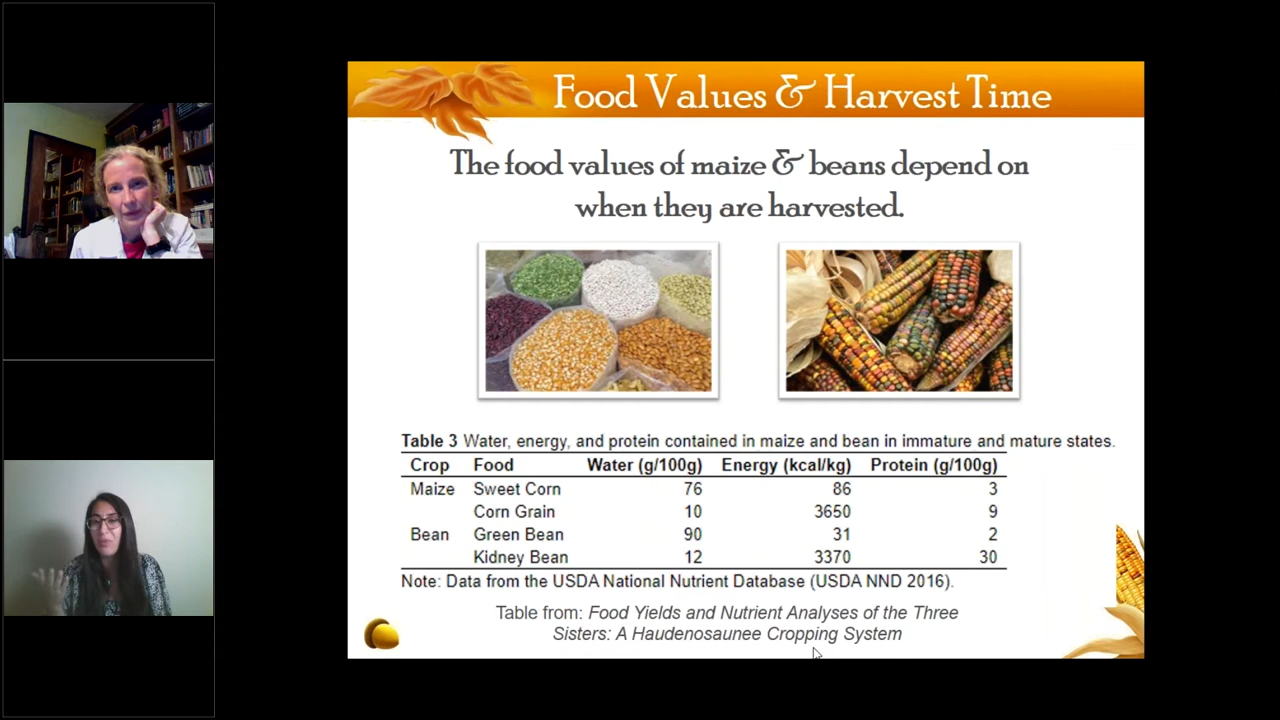 Food Values & Harvest Time
The food values of maize & beans depend on
when they are harvested.
Table 3 Water, energy, and protein contained in maize and bean in immature and mature states.
Crop Food Water (g/100g) Energy (kcal/kg) Protein (g/100g)
Maize Sweet Corn 76 86 3
Corn Grain 10 3650 9
Bean Green Bean 90 31 2
Kidney Bean 12 3370 30
Note: Data from the USDA National Nutrient Database (USDA NND 2016).
Table from: Food Yields and Nutrient Analyses of the Three
Sisters: A Haudenosaunee Cropping System